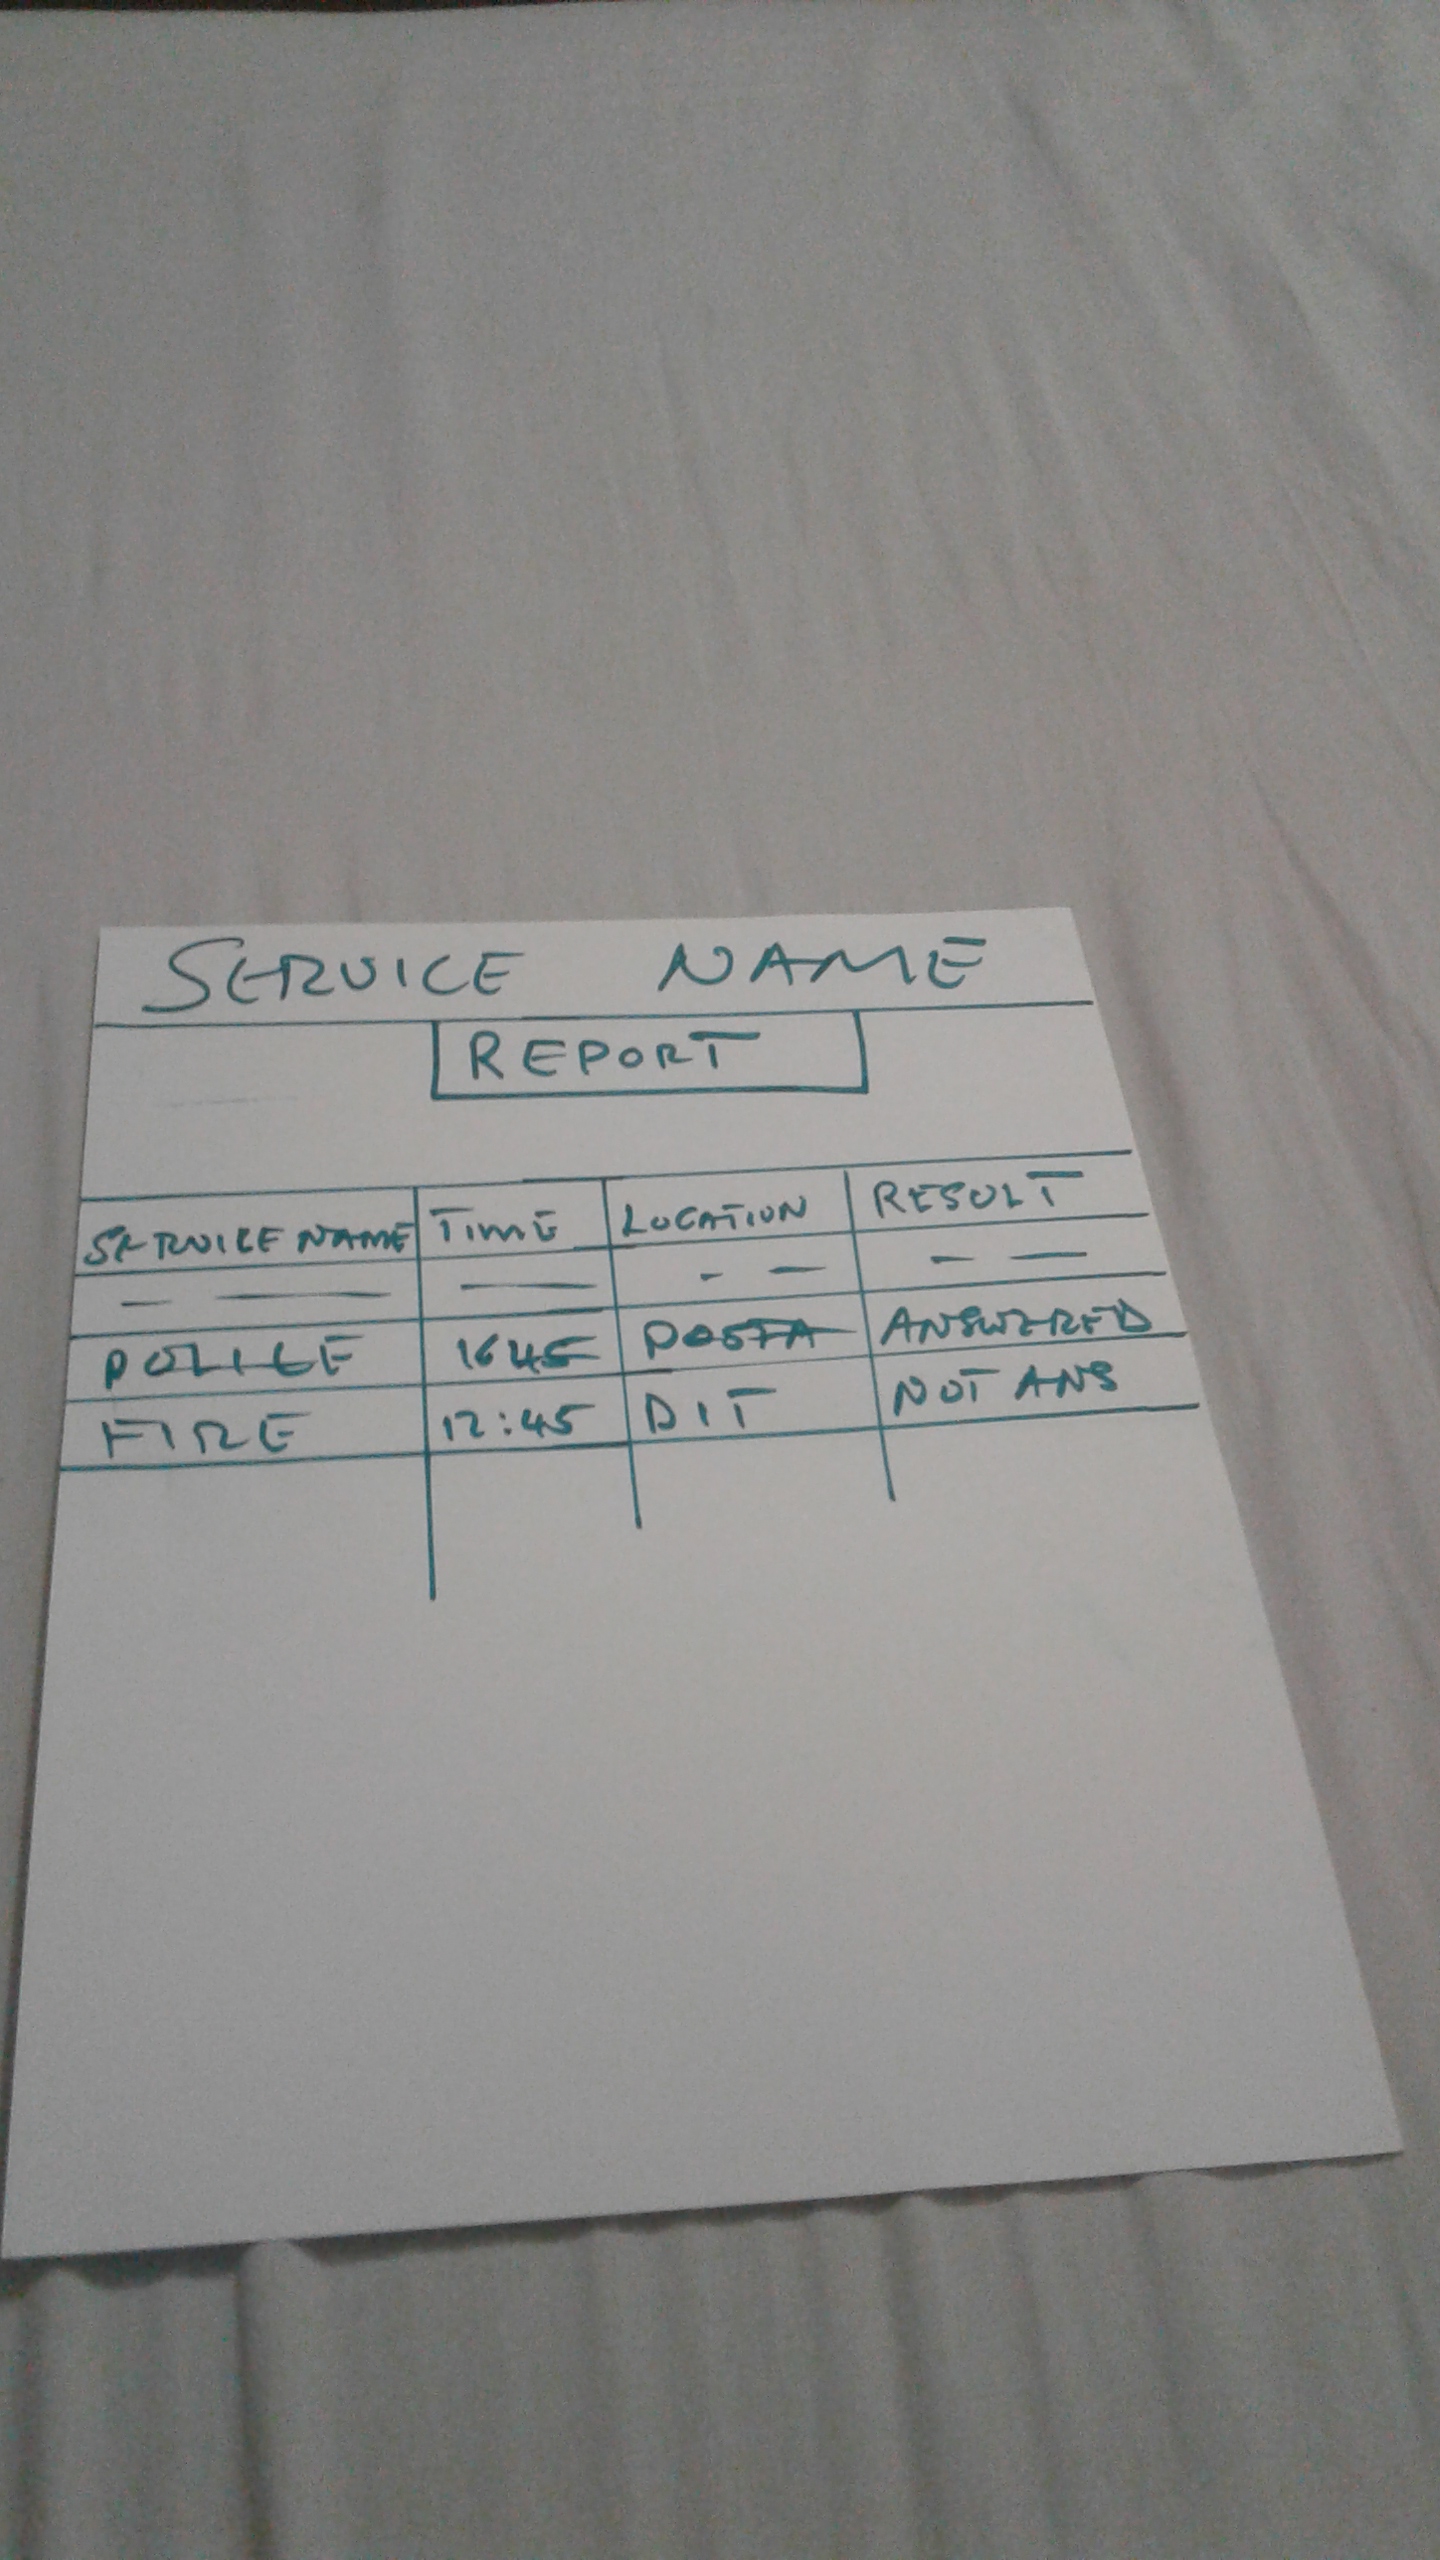 SERVICE NAME
REPORT
SERVICE NAME TIME LOCATION RESULT
— — — - — - —
POLICE 1645 POSTA ANSWERED
FIRE 12:45 DIT NOT ANS